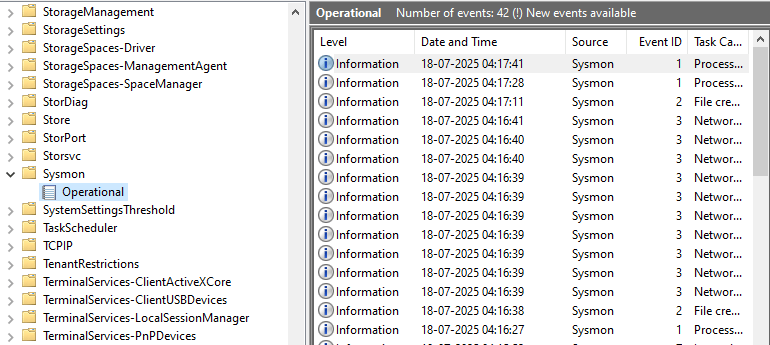 StorageManagement
StorageSettings
StorageSpaces-Driver
StorageSpaces-ManagementAgent
StorageSpaces-SpaceManager
StorDiag
Store
StorPort
Storsvc
Sysmon
Operational
SystemSettingsThreshold
TaskScheduler
TCPIP
TenantRestrictions
TerminalServices-ClientActiveXCore
TerminalServices-ClientUSBDevices
TerminalServices-LocalSessionManager
TerminalServices-PnPDevices
Operational Number of events: 42 (!) New events available
Level Date and Time Source Event ID Task Ca...
Information 18-07-2025 04:17:41 Sysmon 1 Process...
Information 18-07-2025 04:17:28 Sysmon 1 Process...
Information 18-07-2025 04:17:11 Sysmon 2 File cre...
Information 18-07-2025 04:16:41 Sysmon 3 Networ...
Information 18-07-2025 04:16:40 Sysmon 3 Networ...
Information 18-07-2025 04:16:40 Sysmon 3 Networ...
Information 18-07-2025 04:16:39 Sysmon 3 Networ...
Information 18-07-2025 04:16:39 Sysmon 3 Networ...
Information 18-07-2025 04:16:39 Sysmon 3 Networ...
Information 18-07-2025 04:16:39 Sysmon 3 Networ...
Information 18-07-2025 04:16:39 Sysmon 3 Networ...
Information 18-07-2025 04:16:39 Sysmon 3 Networ...
Information 18-07-2025 04:16:39 Sysmon 3 Networ...
Information 18-07-2025 04:16:38 Sysmon 2 File cre...
Information 18-07-2025 04:16:27 Sysmon 1 Process...